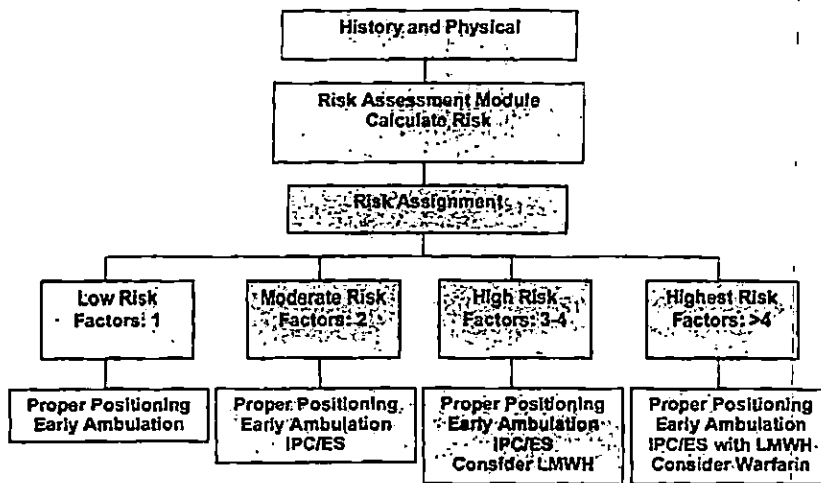 History and Physical
Risk Assessment Module
Calculate Risk
Risk Assignment
Low Risk
Factors: 1
Moderate Risk
Factors: 2
High Risk
Factors: 3-4
Highest Risk
Factors: >4
Proper Positioning
Early Ambulation
Proper Positioning
Early Ambulation
IPC/ES
Proper Positioning
Early Ambulation
IPC/ES
Consider LMWH
Proper Positioning
Early Ambulation
IPC/ES with LMWH
Consider Warfarin